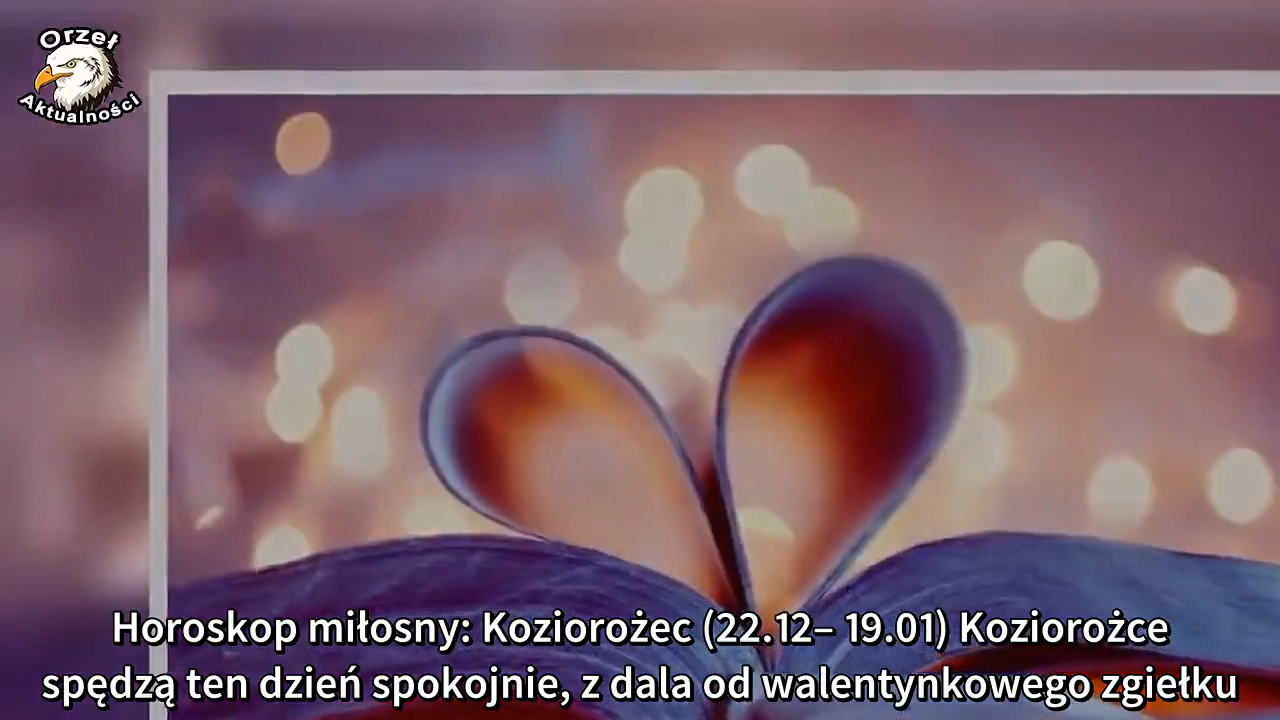 Orzeł
Aktualności
Horoskop miłosny: Koziorożec (22.12– 19.01) Koziorożce
spędzą ten dzień spokojnie, z dala od walentynkowego zgiełku